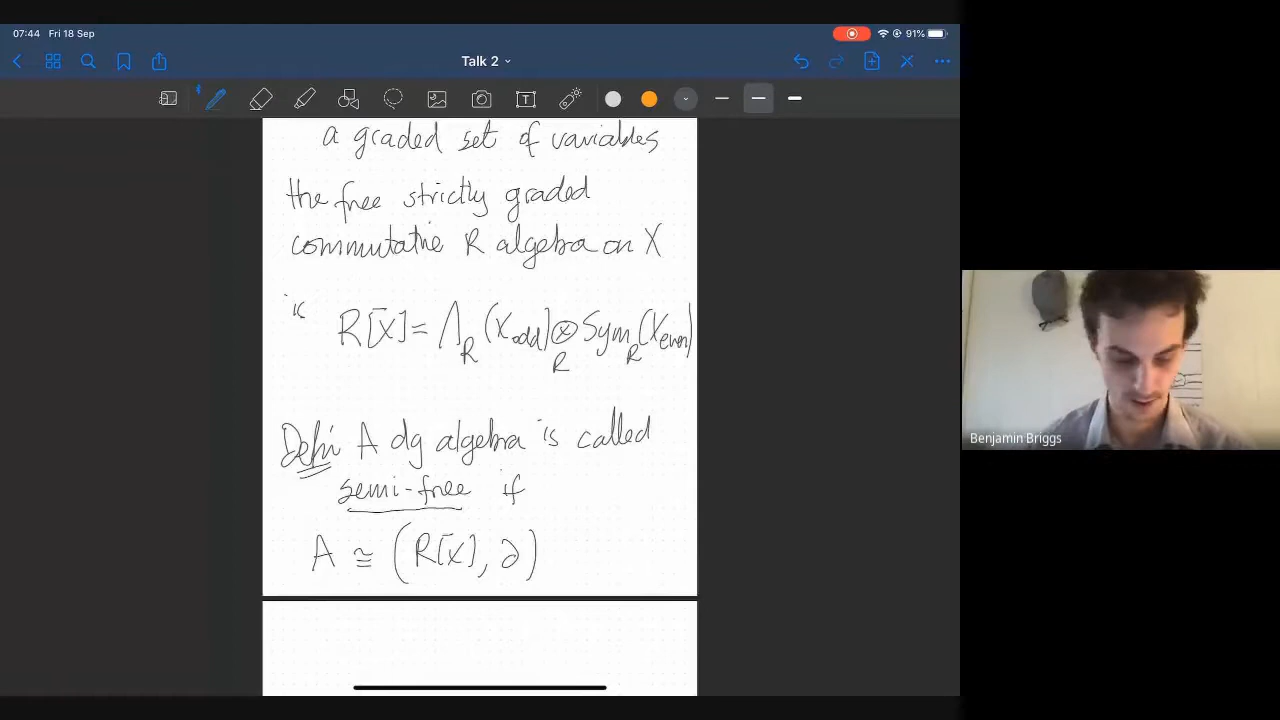 07:44 Fri 18 Sep
91%
Talk 2
a graded set of variables
the free strictly graded
commutative R algebra on X
is R[X] = Λ_R (X_odd) ⊗_R Sym_R (X_even)
Defn A dg algebra is called
semi-free if
A ≅ (R[X], ∂)
Benjamin Briggs